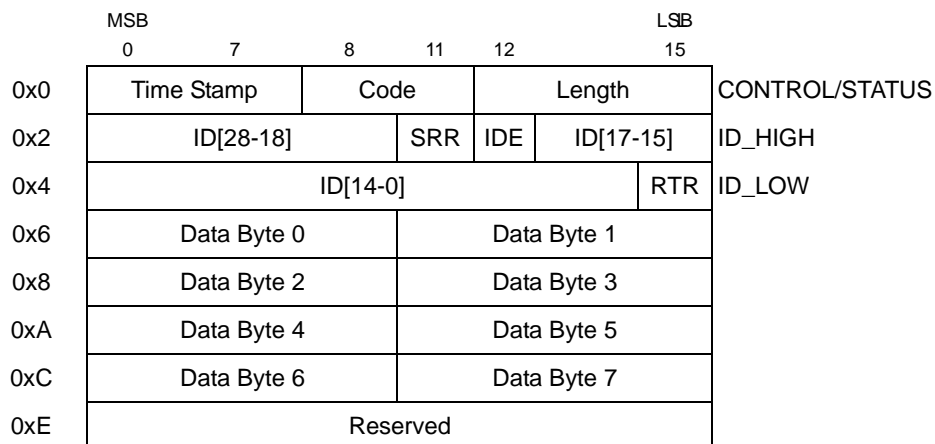 MSB LSB
0 7 8 11 12 15
0x0 Time Stamp Code Length CONTROL/STATUS
0x2 ID[28-18] SRR IDE ID[17-15] ID_HIGH
0x4 ID[14-0] RTR ID_LOW
0x6 Data Byte 0 Data Byte 1
0x8 Data Byte 2 Data Byte 3
0xA Data Byte 4 Data Byte 5
0xC Data Byte 6 Data Byte 7
0xE Reserved